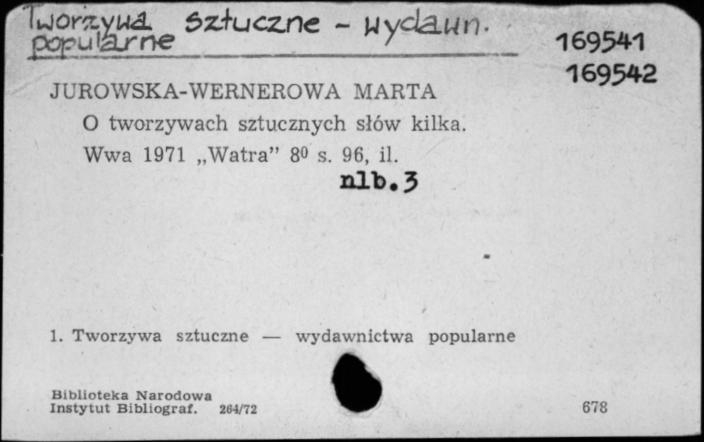 Tworzywa sztuczne - wydawn.
popularne
169541
169542
JUROWSKA-WERNEROWA MARTA
O tworzywach sztucznych słów kilka.
Wwa 1971 „Watra” 8⁰ s. 96, il.
nlb. 3
1. Tworzywa sztuczne — wydawnictwa popularne
Biblioteka Narodowa
Instytut Bibliograf. 264/72
678